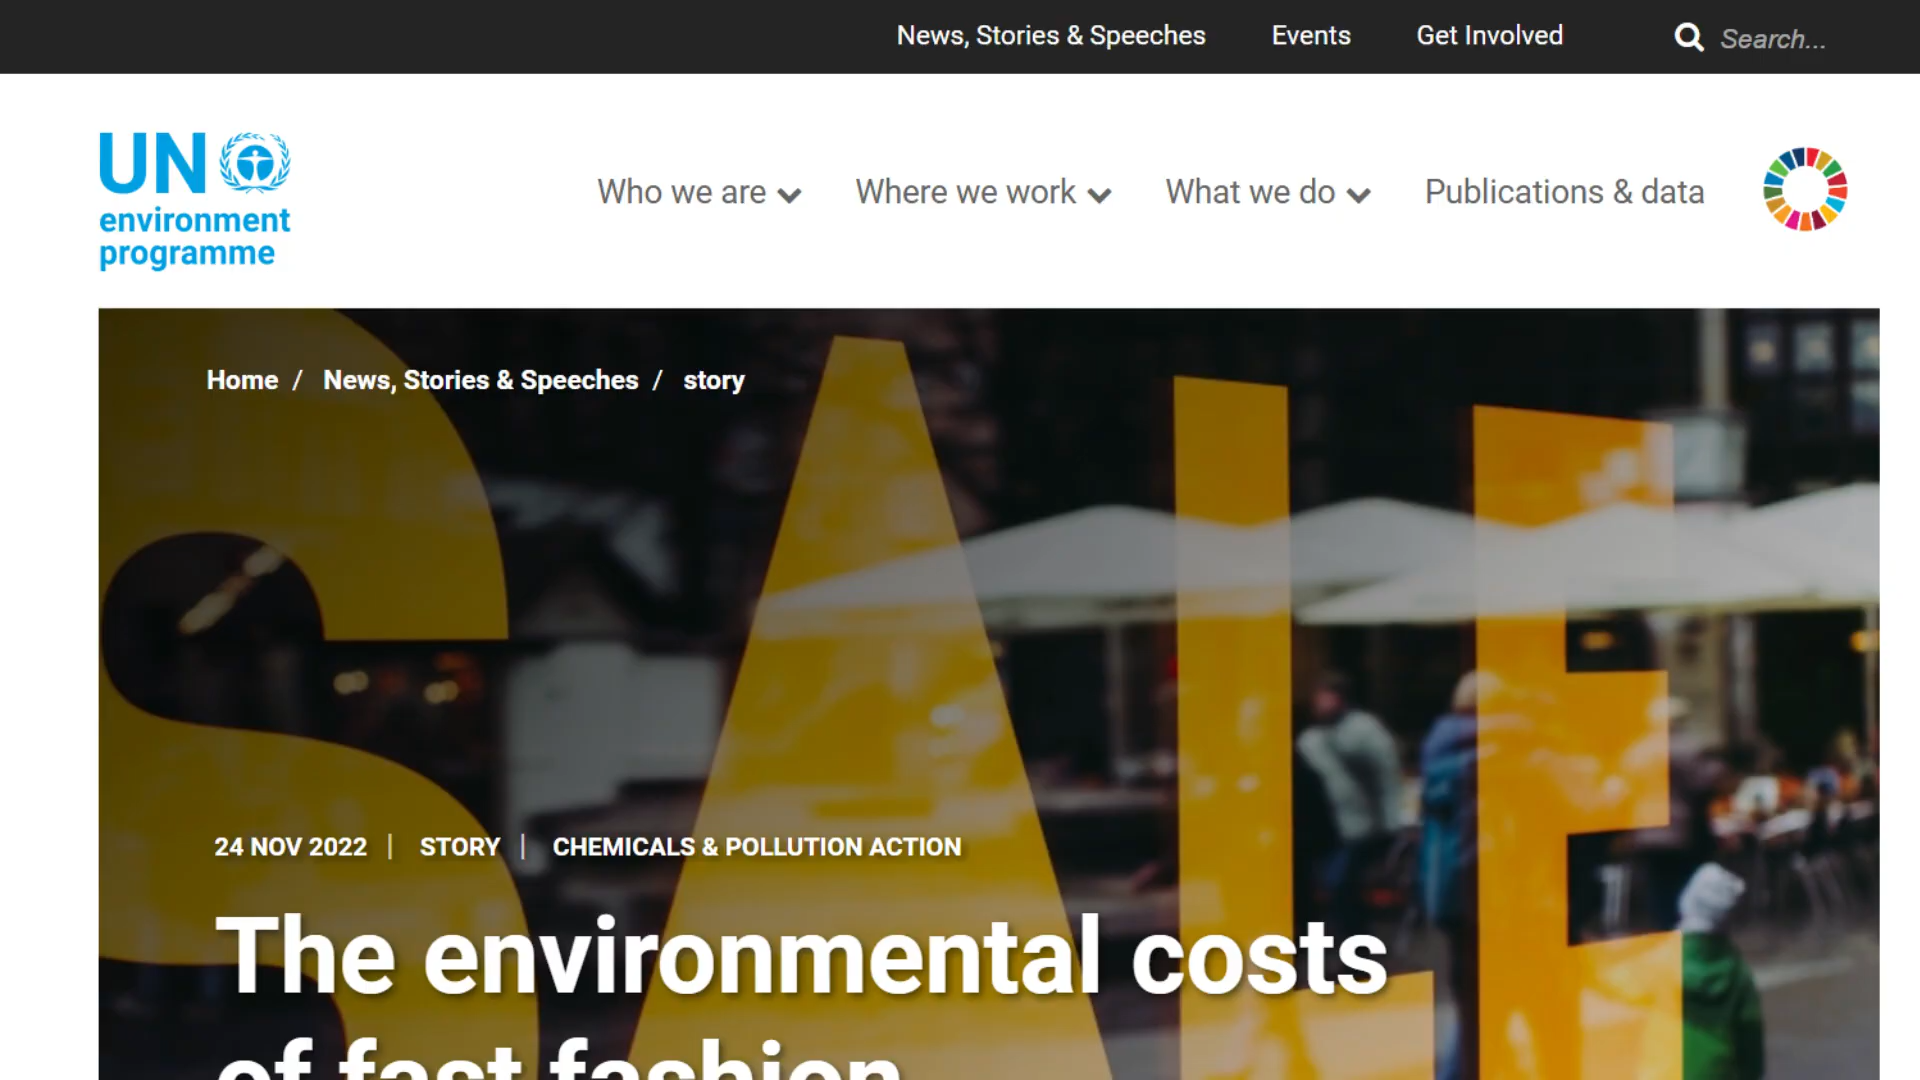 News, Stories & Speeches Events Get Involved Search...
UN
environment
programme
Who we are Where we work What we do Publications & data
Home / News, Stories & Speeches / story
SALE
24 NOV 2022 | STORY | CHEMICALS & POLLUTION ACTION
The environmental costs
of fast fashion